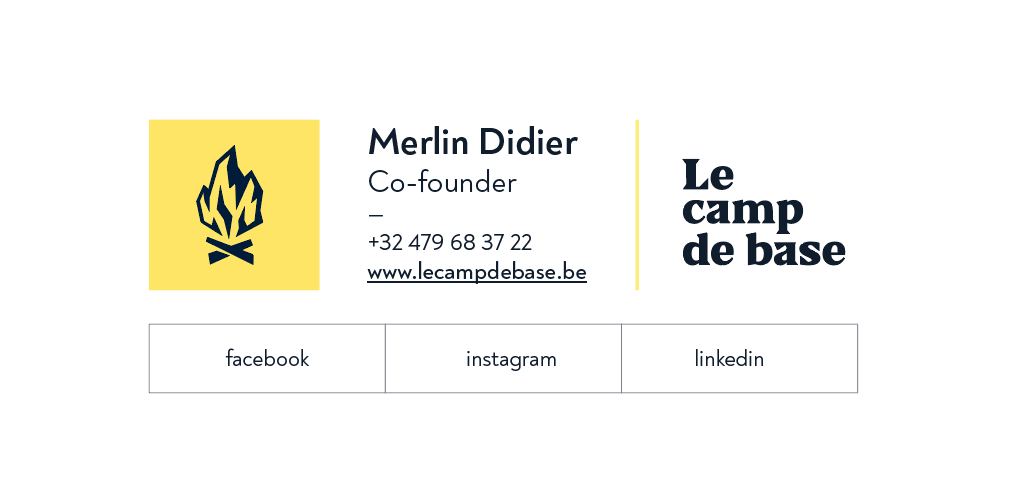 Merlin Didier
Co-founder
–
+32 479 68 37 22
www.lecampdebase.be
Le
camp
de base
facebook
instagram
linkedin